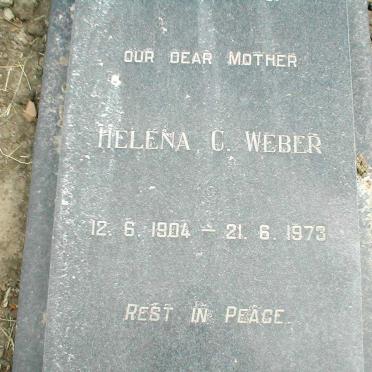 OUR DEAR MOTHER
HELENA C. WEBER
12. 6. 1904 – 21. 6. 1973
REST IN PEACE.